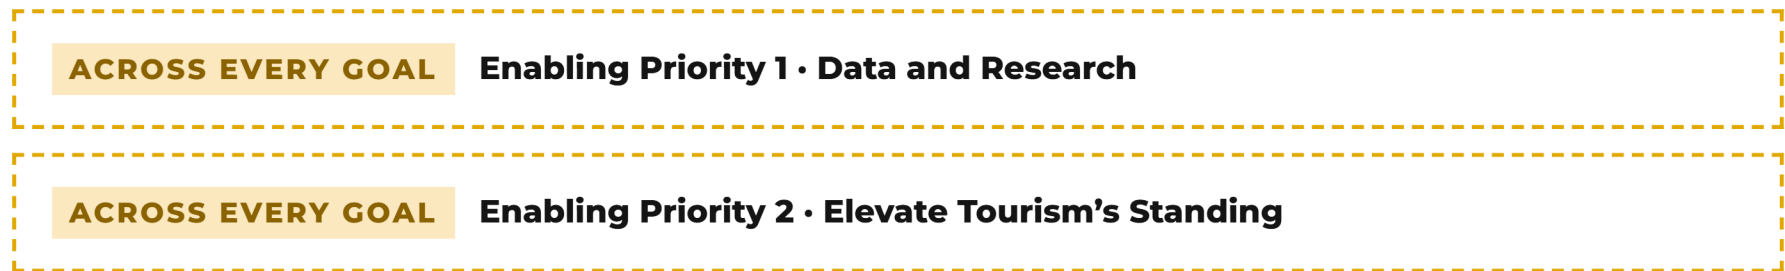 ACROSS EVERY GOAL Enabling Priority 1 · Data and Research
ACROSS EVERY GOAL Enabling Priority 2 · Elevate Tourism’s Standing